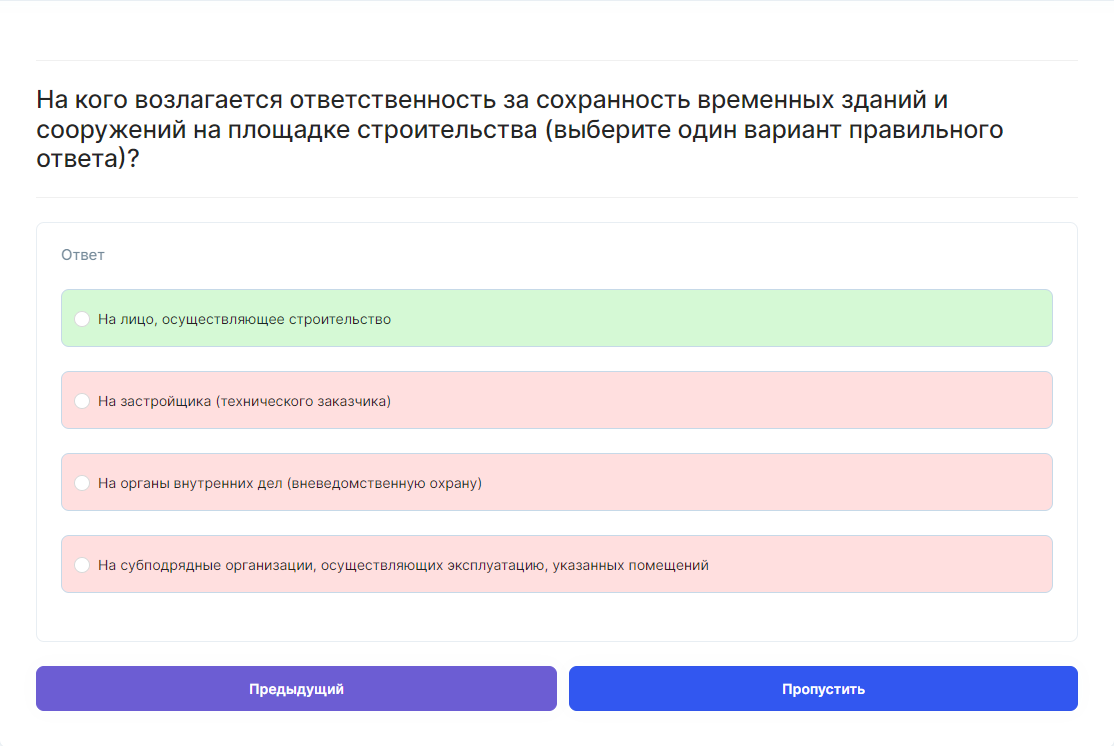 На кого возлагается ответственность за сохранность временных зданий и
сооружений на площадке строительства (выберите один вариант правильного
ответа)?
Ответ
На лицо, осуществляющее строительство
На застройщика (технического заказчика)
На органы внутренних дел (вневедомственную охрану)
На субподрядные организации, осуществляющих эксплуатацию, указанных помещений
Предыдущий
Пропустить